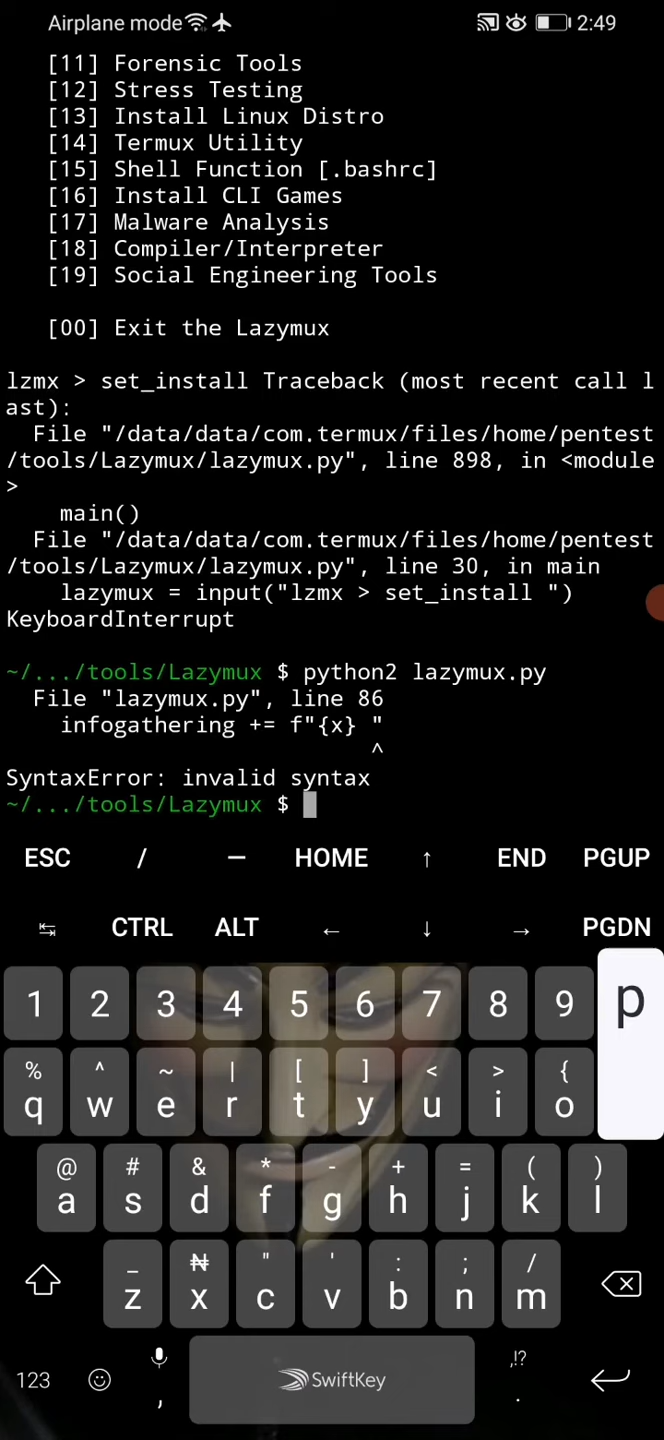 Airplane mode 2:49
[11] Forensic Tools
[12] Stress Testing
[13] Install Linux Distro
[14] Termux Utility
[15] Shell Function [.bashrc]
[16] Install CLI Games
[17] Malware Analysis
[18] Compiler/Interpreter
[19] Social Engineering Tools
[00] Exit the Lazymux
lzmx > set_install Traceback (most recent call l
ast):
File "/data/data/com.termux/files/home/pentest
/tools/Lazymux/lazymux.py", line 898, in <module
>
main()
File "/data/data/com.termux/files/home/pentest
/tools/Lazymux/lazymux.py", line 30, in main
lazymux = input("lzmx > set_install ")
KeyboardInterrupt
~/.../tools/Lazymux $ python2 lazymux.py
File "lazymux.py", line 86
infogathering += f"{x} "
^
SyntaxError: invalid syntax
~/.../tools/Lazymux $
ESC / — HOME ↑ END PGUP
↹ CTRL ALT ← ↓ → PGDN
1 2 3 4 5 6 7 8 9 p
% ^ ~ | [ ] < > {
q w e r t y u i o
@ # & * - + = ( )
a s d f g h j k l
_ ₦ " ' : ; /
z x c v b n m
123 , SwiftKey ,!? .